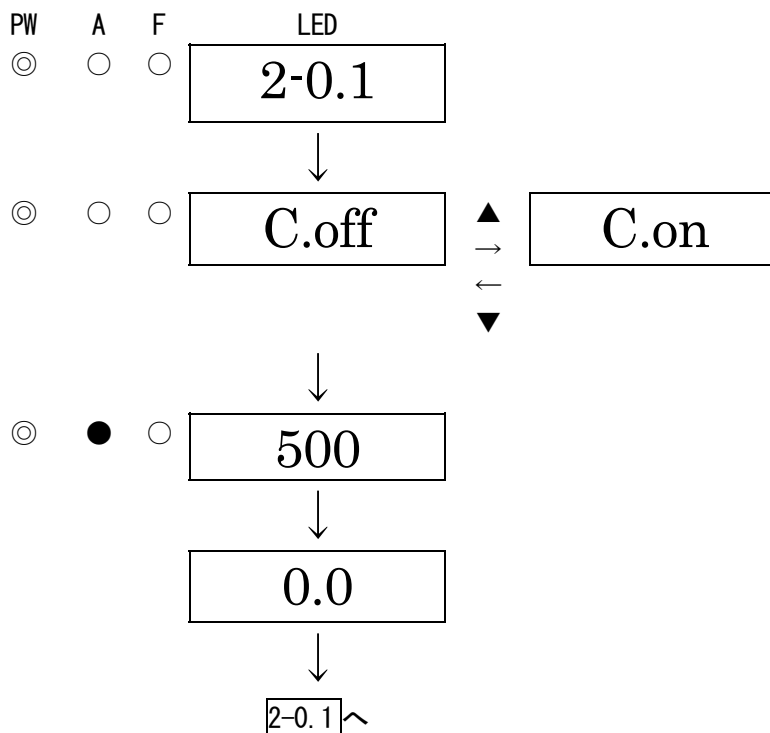 PW A F LED
◎ ○ ○ 2-0.1
↓
◎ ○ ○ C.off ▲ C.on
→
←
▼
↓
◎ ● ○ 500
↓
0.0
↓
2-0.1へ